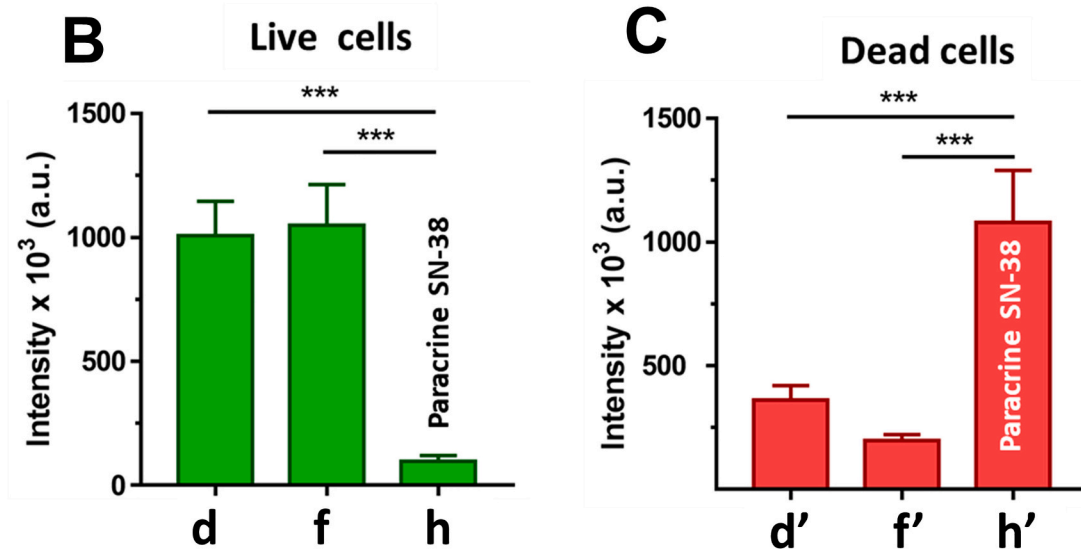 B
Live cells
***
***
1500
1000
500
0
Intensity x 10³ (a.u.)
Paracrine SN-38
d f h
C
Dead cells
***
***
1500
1000
500
Intensity x 10³ (a.u.)
Paracrine SN-38
d’ f’ h’